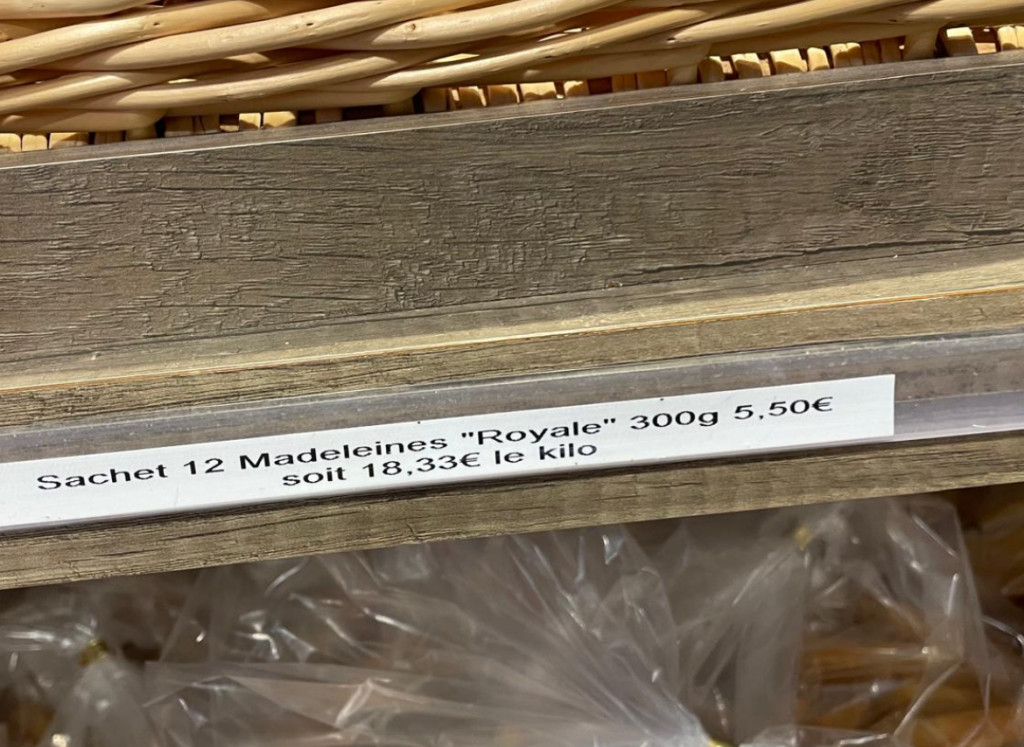 Sachet 12 Madeleines "Royale" 300g 5,50€
soit 18,33€ le kilo